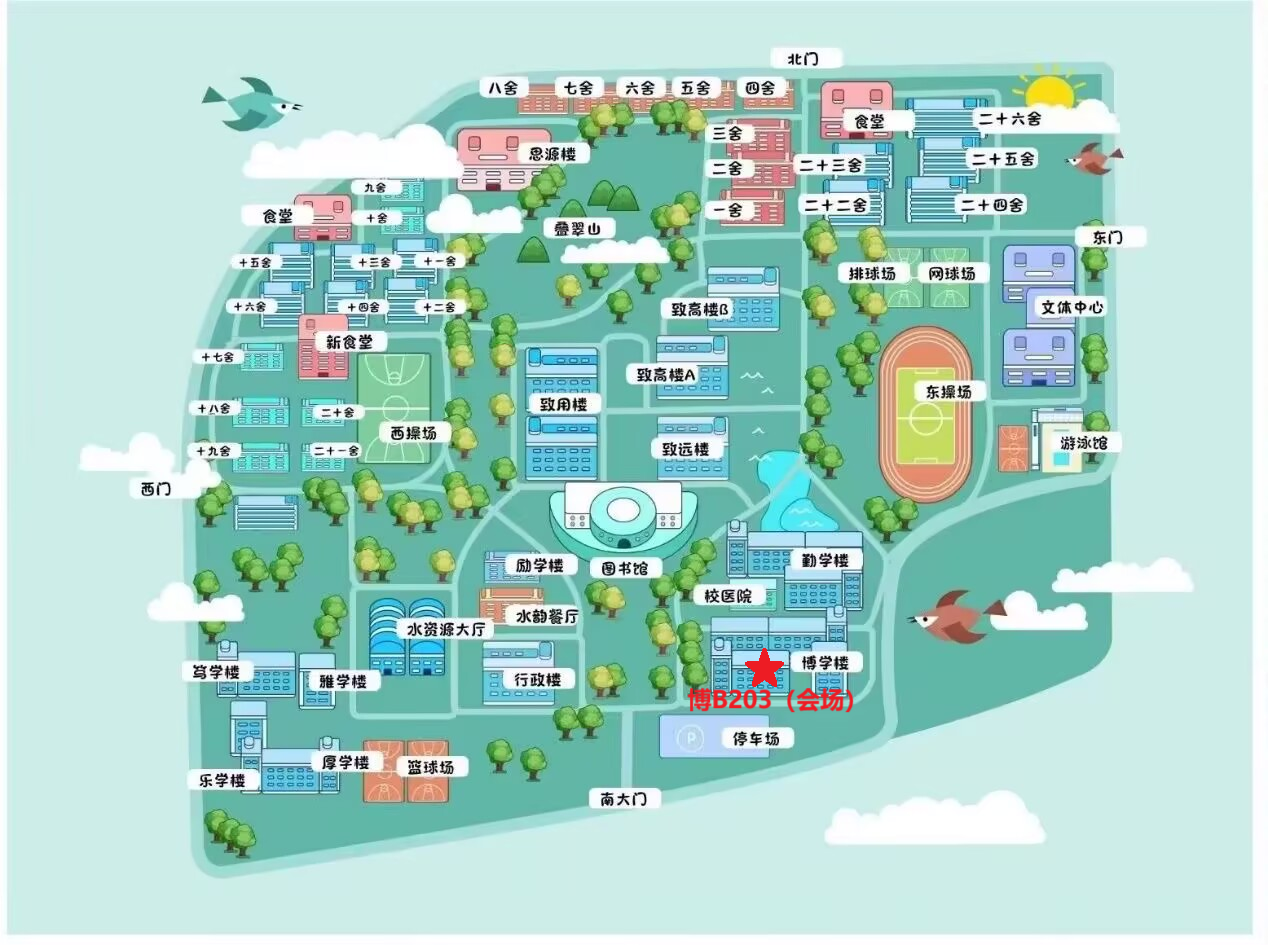 北门
八舍
七舍
六舍
五舍
四舍
食堂
二十六舍
三舍
思源楼
二十五舍
二舍
二十三舍
九舍
十舍
食堂
一舍
二十二舍
二十四舍
叠翠山
东门
十五舍
十三舍
十一舍
排球场
网球场
十六舍
十四舍
十二舍
致高楼B
文体中心
新食堂
十七舍
致高楼A
东操场
致用楼
十八舍
二十舍
西操场
十九舍
二十一舍
致远楼
游泳馆
西门
励学楼
图书馆
勤学楼
校医院
水韵餐厅
水资源大厅
笃学楼
雅学楼
行政楼
博学楼
博B203（会场）
P
停车场
厚学楼
篮球场
乐学楼
南大门